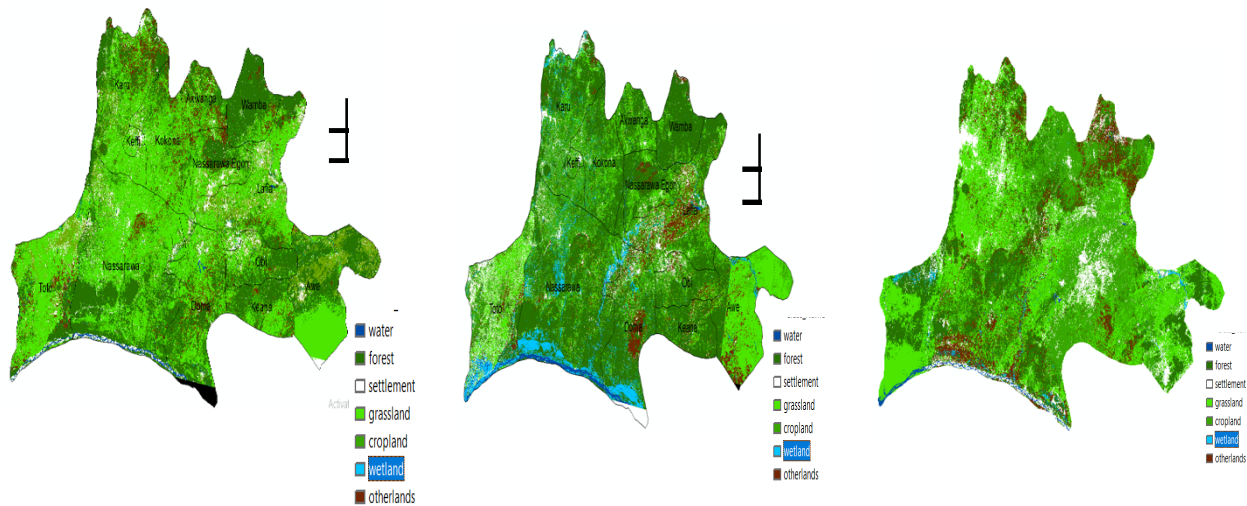 Karu
Akwanga
Wamba
Keffi
Kokona
Nassarawa Egon
Lafia
Obi
Nassarawa
Awe
Toto
Doma
Keana
water
forest
settlement
grassland
cropland
wetland
otherlands
Activat
Karu
Akwanga
Wamba
Keffi
Kokona
Nassarawa Egon
Lafia
Obi
Nassarawa
Awe
Toto
Doma
Keana
water
forest
settlement
grassland
cropland
wetland
otherlands
water
forest
settlement
grassland
cropland
wetland
otherlands